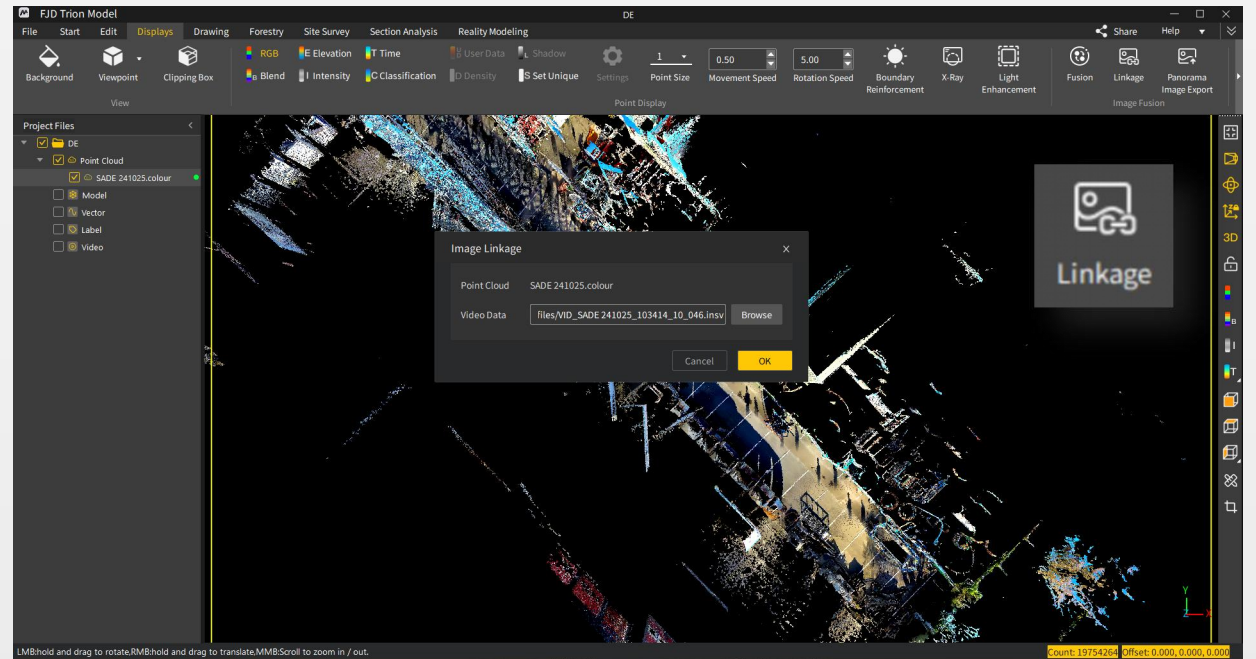 FJD Trion Model
DE
File Start Edit Displays Drawing Forestry Site Survey Section Analysis Reality Modeling
Share Help
RGB E Elevation T Time User Data L Shadow
1 0.50 5.00
Background Viewpoint Clipping Box
B Blend I Intensity C Classification D Density S Set Unique
Settings Point Size Movement Speed Rotation Speed Boundary Reinforcement X-Ray Light Enhancement
Fusion Linkage Panorama Image Export
View Point Display Image Fusion
Project Files
DE
Point Cloud
SADE 241025.colour
Model
Vector
Label
Video
Image Linkage
X
Point Cloud SADE 241025.colour
Video Data files/VID_SADE 241025_103414_10_046.insv Browse
Cancel OK
Linkage
3D
B
I
T
Y
Z X
LMB:hold and drag to rotate,RMB:hold and drag to translate,MMB:Scroll to zoom in / out.
Count: 19754264 Offset: 0.000, 0.000, 0.000